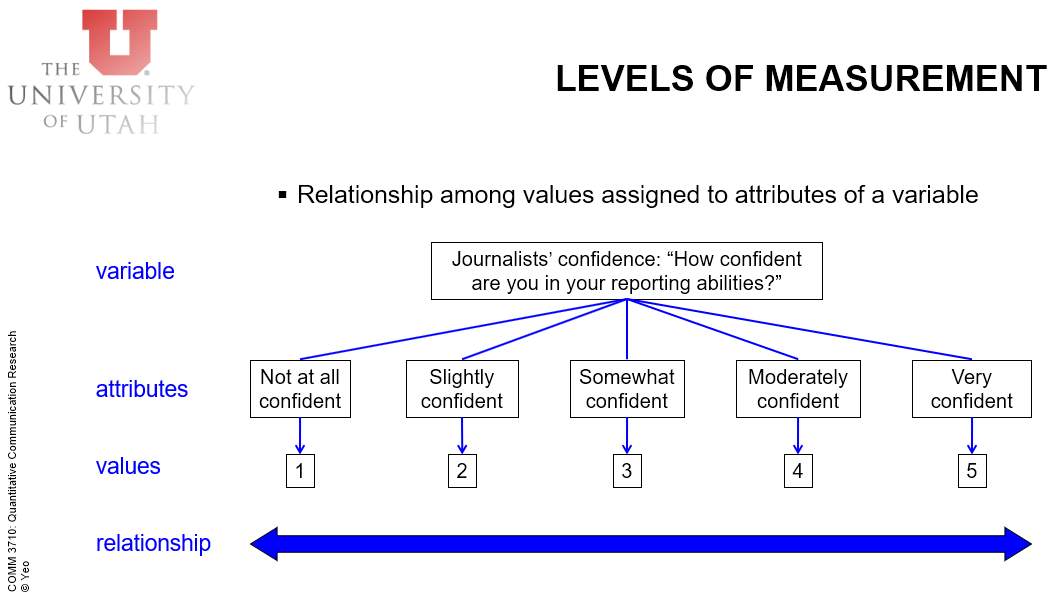 THE
UNIVERSITY
OF UTAH
LEVELS OF MEASUREMENT
▪ Relationship among values assigned to attributes of a variable
variable
Journalists’ confidence: “How confident
are you in your reporting abilities?”
attributes
Not at all
confident
Slightly
confident
Somewhat
confident
Moderately
confident
Very
confident
values
1
2
3
4
5
relationship
COMM 3710: Quantitative Communication Research
© Yeo